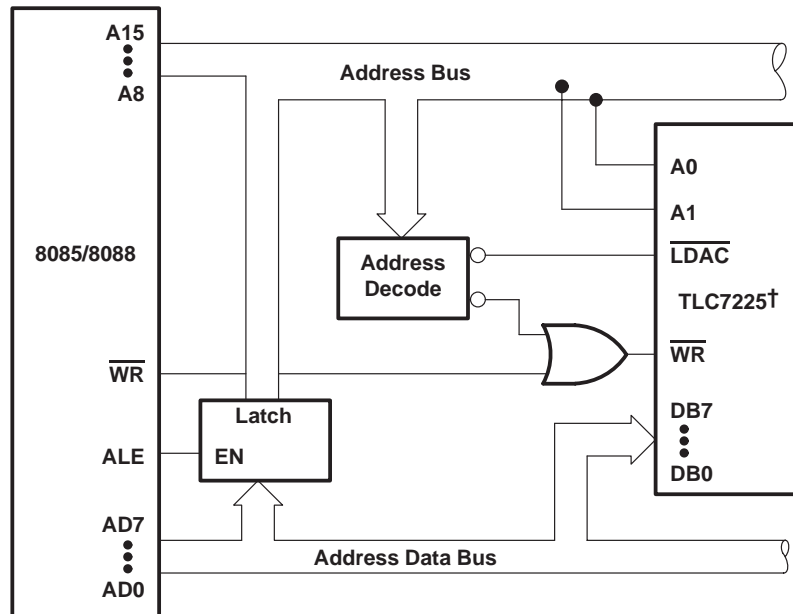 A15
A8
Address Bus
8085/8088
A0
A1
Address
Decode
LDAC
TLC7225†
WR
WR
Latch
EN
ALE
DB7
DB0
AD7
AD0
Address Data Bus